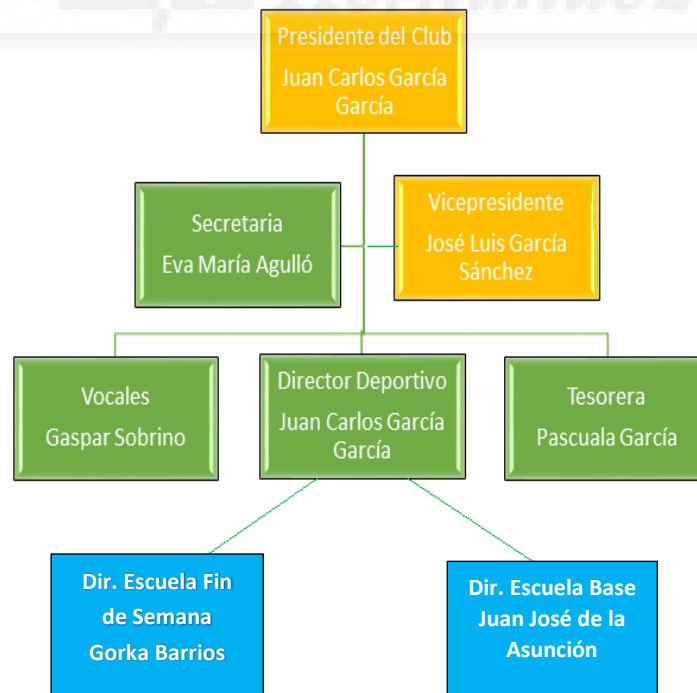 Presidente del Club
Juan Carlos García
García
Secretaria
Eva María Agulló
Vicepresidente
José Luis García
Sánchez
Vocales
Gaspar Sobrino
Director Deportivo
Juan Carlos García
García
Tesorera
Pascuala García
Dir. Escuela Fin
de Semana
Gorka Barrios
Dir. Escuela Base
Juan José de la
Asunción